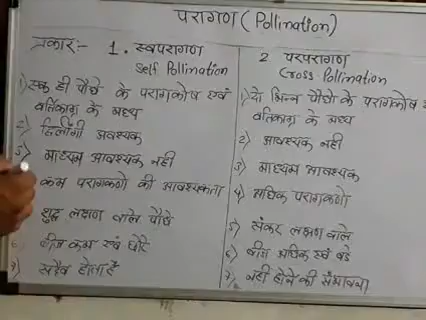 परागण (Pollination)
प्रकार:- 1. स्वपरागण
Self Pollination
1) एक ही पौधे के परागकोष एवं
वर्तिकाग्र के मध्य
2) द्विलिंगी आवश्यक
3) माध्यम आवश्यक नही
कम परागकणो की आवश्यकता
शुद्ध लक्षण वाले पौधे
6 बीज कम एवं छोटे
7) सदैव होता है
2 परपरागण
Cross Pollination
1) दो भिन्न पौधो के परागकोष
वर्तिकाग्र के मध्य
2) आवश्यक नही
3) माध्यम आवश्यक
4) अधिक परागकणो
5) संकर लक्षण वाले
6) बीज अधिक एवं बडे
7) नही होने की संभावना